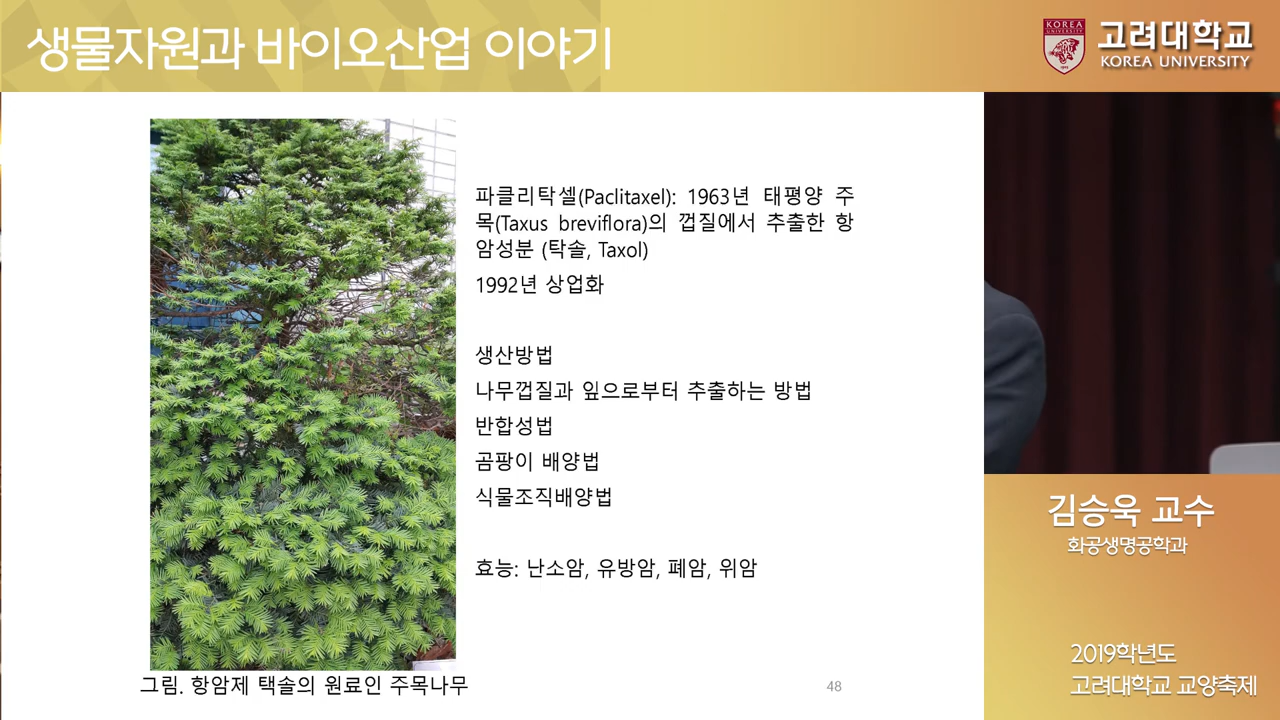 생물자원과 바이오산업 이야기
KOREA
UNIVERSITY
고려대학교
KOREA UNIVERSITY
파클리탁셀(Paclitaxel): 1963년 태평양 주
목(Taxus breviflora)의 껍질에서 추출한 항
암성분 (탁솔, Taxol)
1992년 상업화
생산방법
나무껍질과 잎으로부터 추출하는 방법
반합성법
곰팡이 배양법
식물조직배양법
효능: 난소암, 유방암, 폐암, 위암
그림. 항암제 택솔의 원료인 주목나무
48
김승욱 교수
화공생명공학과
2019학년도
고려대학교 교양축제